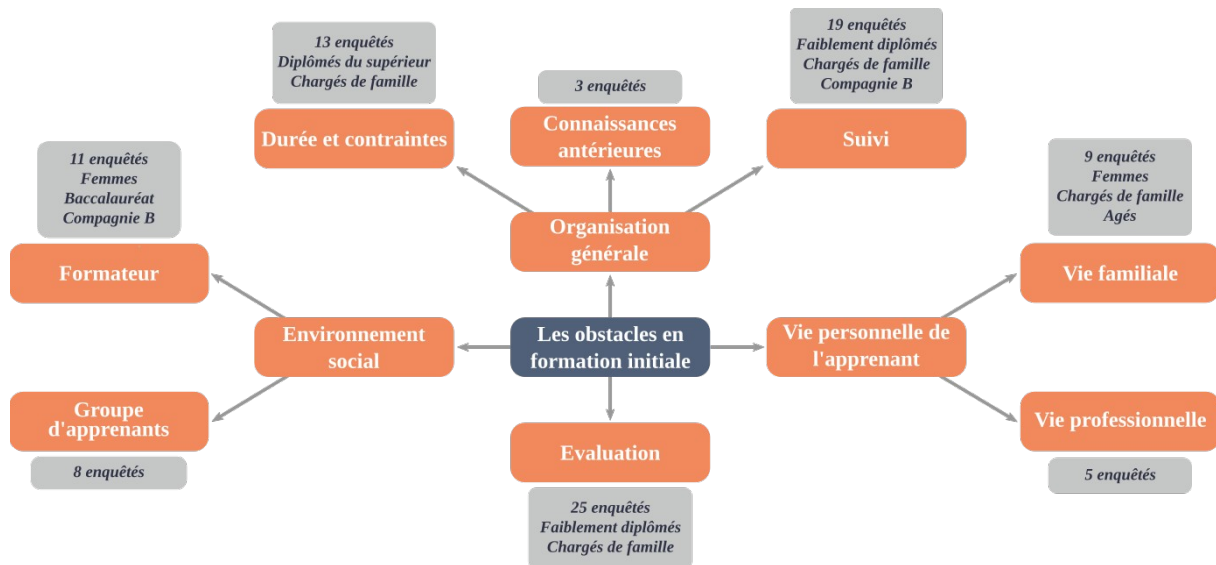 13 enquêtés
Diplômés du supérieur
Chargés de famille
Durée et contraintes
3 enquêtés
Connaissances
antérieures
19 enquêtés
Faiblement diplômés
Chargés de famille
Compagnie B
Suivi
11 enquêtés
Femmes
Baccalauréat
Compagnie B
Formateur
Organisation
générale
9 enquêtés
Femmes
Chargés de famille
Agés
Vie familiale
Environnement
social
Les obstacles en
formation initiale
Vie personnelle de
l'apprenant
Groupe
d'apprenants
8 enquêtés
Evaluation
25 enquêtés
Faiblement diplômés
Chargés de famille
Vie professionnelle
5 enquêtés